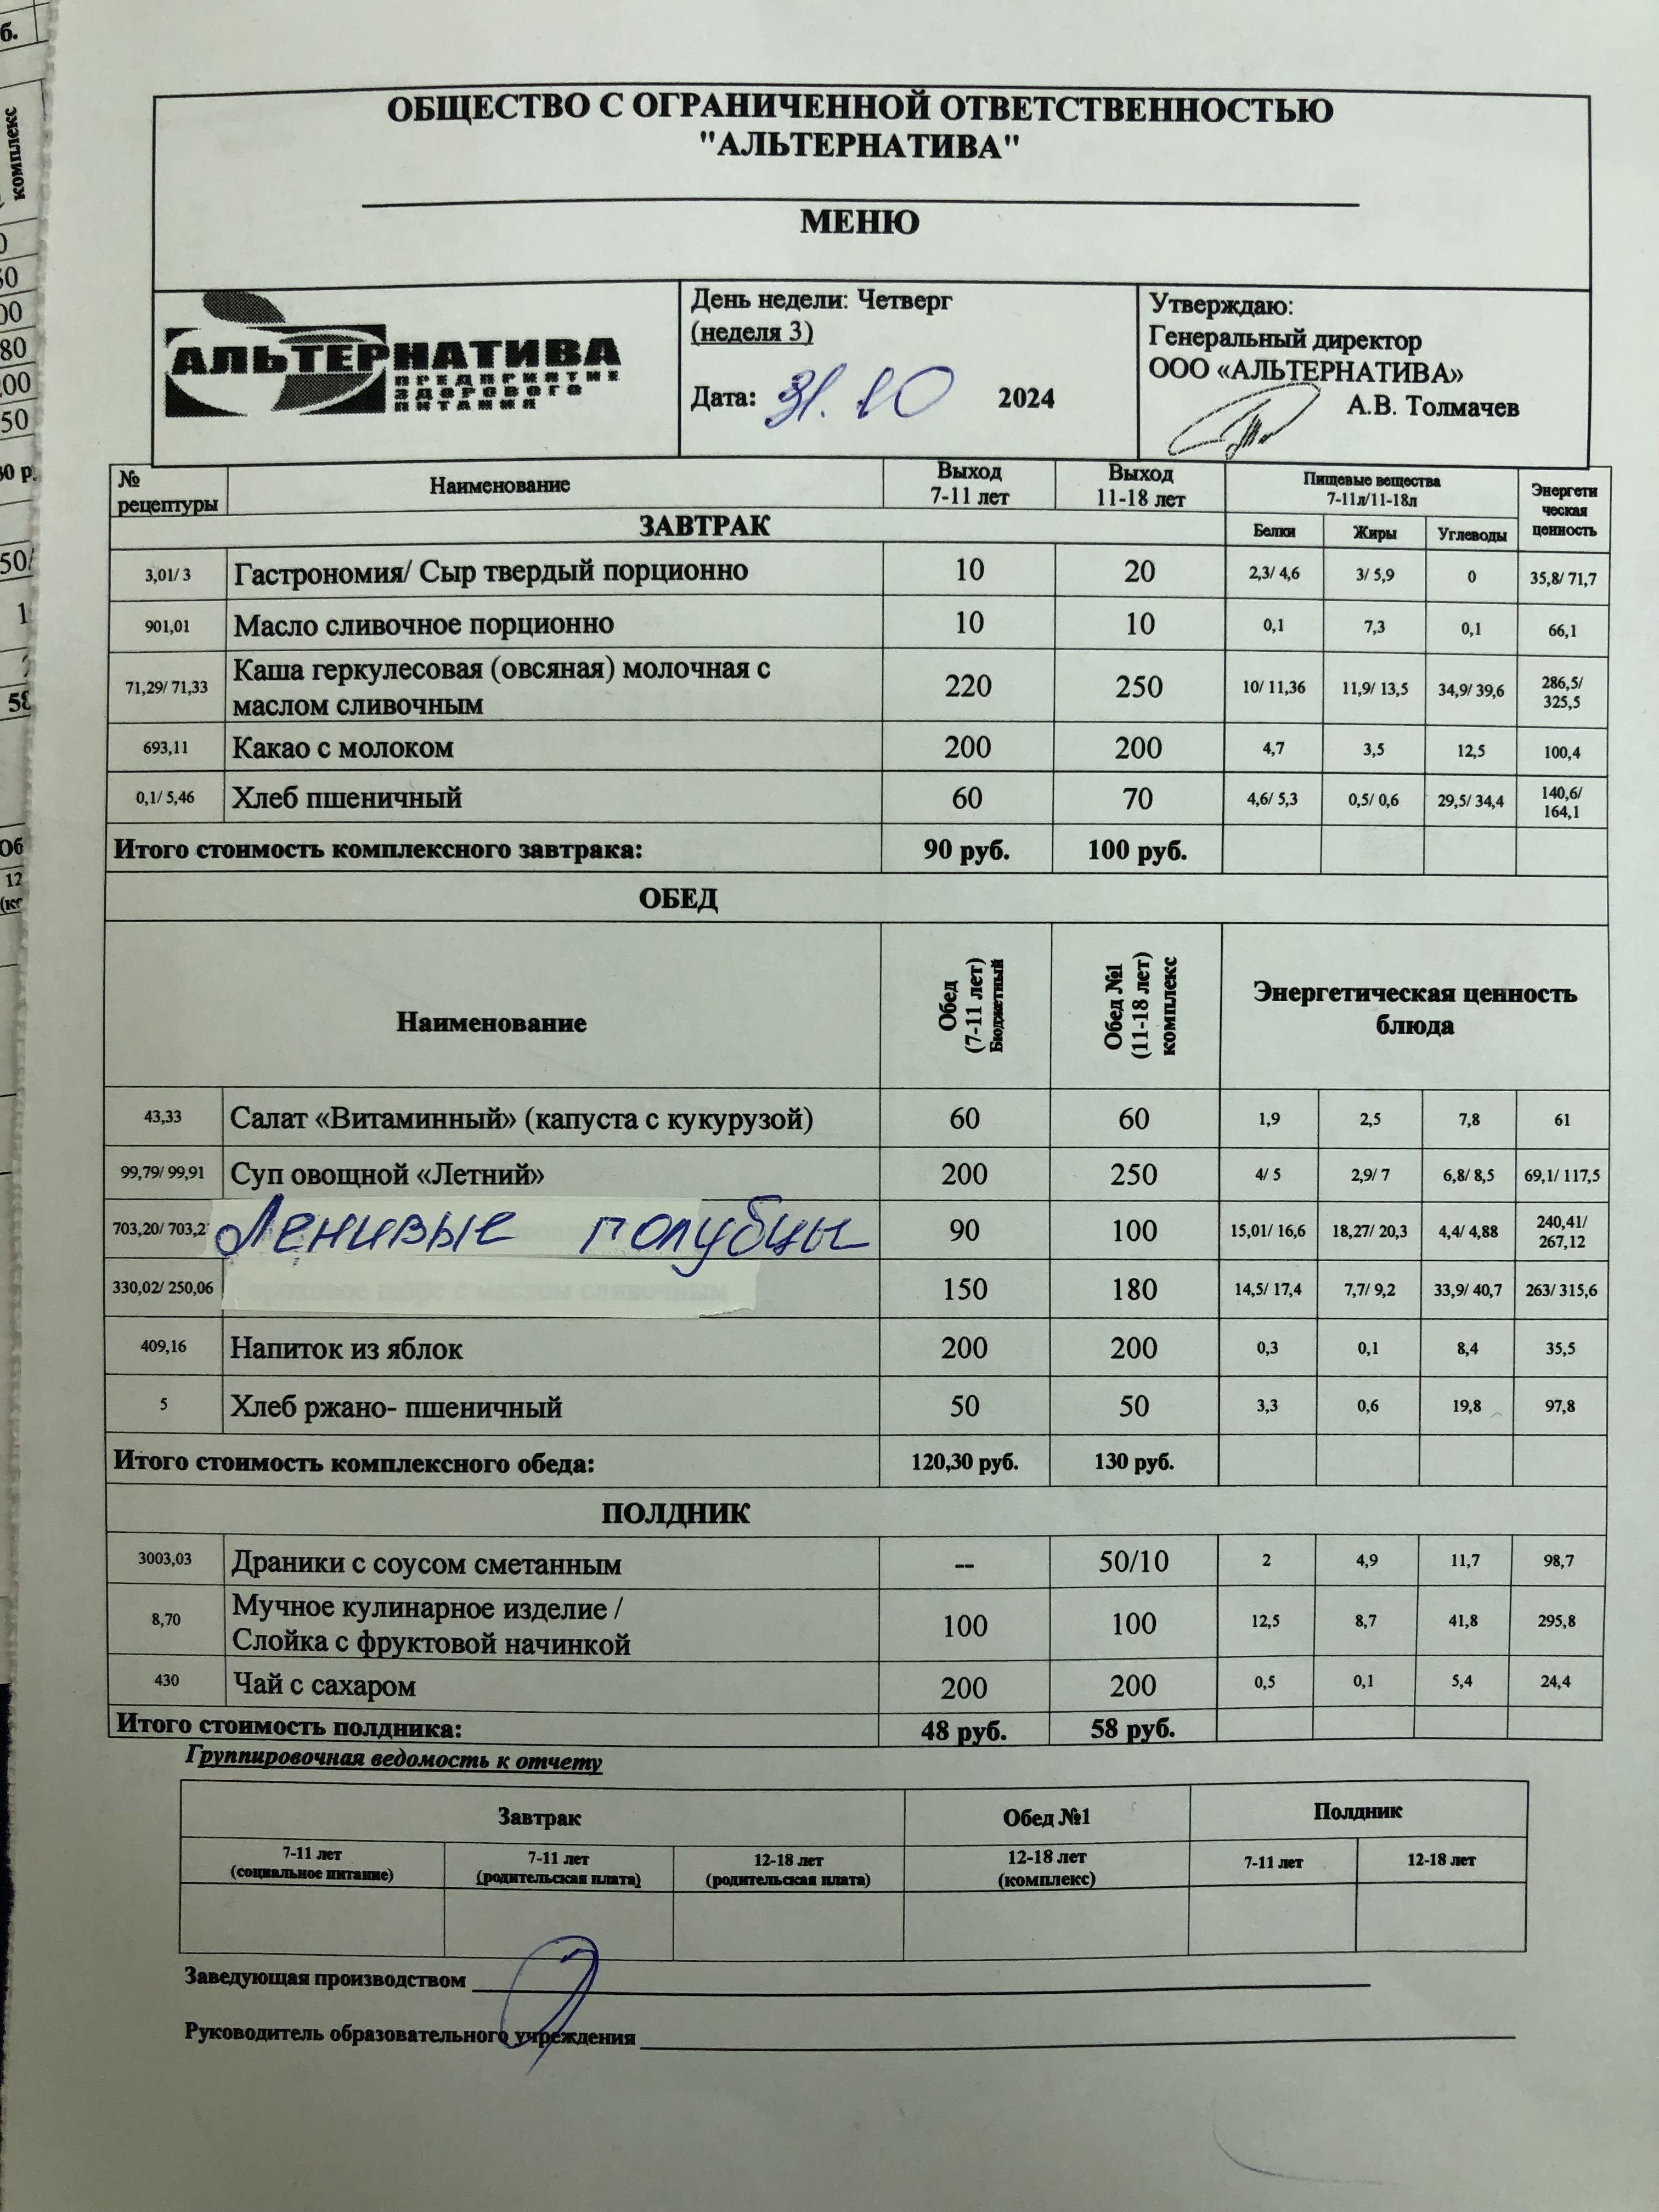 ОБЩЕСТВО С ОГРАНИЧЕННОЙ ОТВЕТСТВЕННОСТЬЮ
"АЛЬТЕРНАТИВА"
МЕНЮ
АЛЬТЕРНАТИВА
ПРЕДПРИЯТИЕ
ЗДОРОВОГО
ПИТАНИЯ
День недели: Четверг
(неделя 3)
Дата: 31.10 2024
Утверждаю:
Генеральный директор
ООО «АЛЬТЕРНАТИВА»
А.В. Толмачев
№ рецептуры Наименование Выход 7-11 лет Выход 11-18 лет Пищевые вещества 7-11л/11-18л Энергети ческая ценность
ЗАВТРАК Белки Жиры Углеводы
3,01/ 3 Гастрономия/ Сыр твердый порционно 10 20 2,3/ 4,6 3/ 5,9 0 35,8/ 71,7
901,01 Масло сливочное порционно 10 10 0,1 7,3 0,1 66,1
71,29/ 71,33 Каша геркулесовая (овсяная) молочная с маслом сливочным 220 250 10/ 11,36 11,9/ 13,5 34,9/ 39,6 286,5/ 325,5
693,11 Какао с молоком 200 200 4,7 3,5 12,5 100,4
0,1/ 5,46 Хлеб пшеничный 60 70 4,6/ 5,3 0,5/ 0,6 29,5/ 34,4 140,6/ 164,1
Итого стоимость комплексного завтрака: 90 руб. 100 руб.
ОБЕД
Наименование Обед (7-11 лет) Бюджетный Обед №1 (11-18 лет) комплекс Энергетическая ценность блюда
43,33 Салат «Витаминный» (капуста с кукурузой) 60 60 1,9 2,5 7,8 61
99,79/ 99,91 Суп овощной «Летний» 200 250 4/ 5 2,9/ 7 6,8/ 8,5 69,1/ 117,5
703,20/ 703,2 Ленивые голубцы 90 100 15,01/ 16,6 18,27/ 20,3 4,4/ 4,88 240,41/ 267,12
330,02/ 250,06 150 180 14,5/ 17,4 7,7/ 9,2 33,9/ 40,7 263/ 315,6
409,16 Напиток из яблок 200 200 0,3 0,1 8,4 35,5
5 Хлеб ржано- пшеничный 50 50 3,3 0,6 19,8 97,8
Итого стоимость комплексного обеда: 120,30 руб. 130 руб.
ПОЛДНИК
3003,03 Драники с соусом сметанным -- 50/10 2 4,9 11,7 98,7
8,70 Мучное кулинарное изделие / Слойка с фруктовой начинкой 100 100 12,5 8,7 41,8 295,8
430 Чай с сахаром 200 200 0,5 0,1 5,4 24,4
Итого стоимость полдника: 48 руб. 58 руб.
Группировочная ведомость к отчету
Завтрак Обед №1 Полдник
7-11 лет (социальное питание) 7-11 лет (родительская плата) 12-18 лет (родительская плата) 12-18 лет (комплекс) 7-11 лет 12-18 лет
Заведующая производством
Руководитель образовательного учреждения